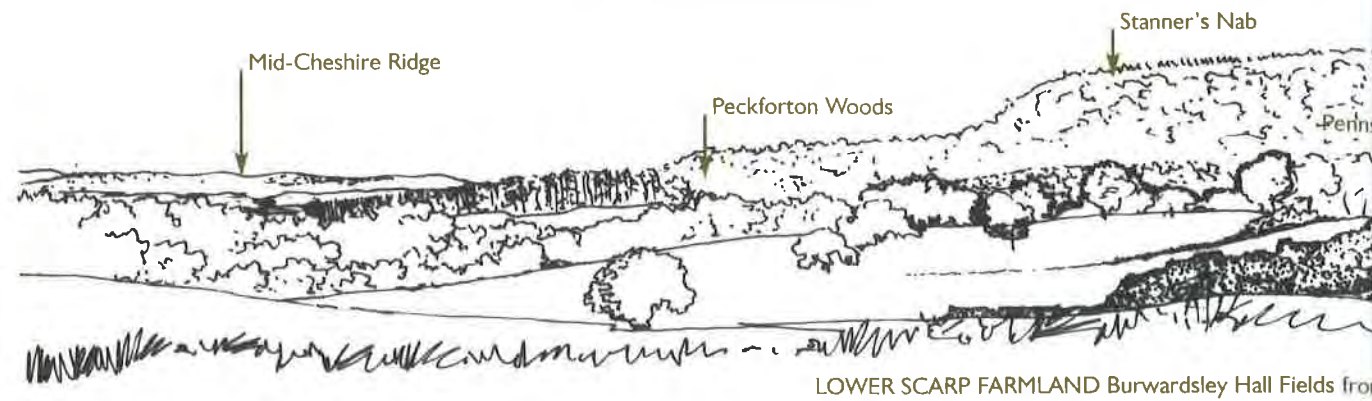 Stanner's Nab
Mid-Cheshire Ridge
Peckforton Woods
LOWER SCARP FARMLAND Burwardsley Hall Fields